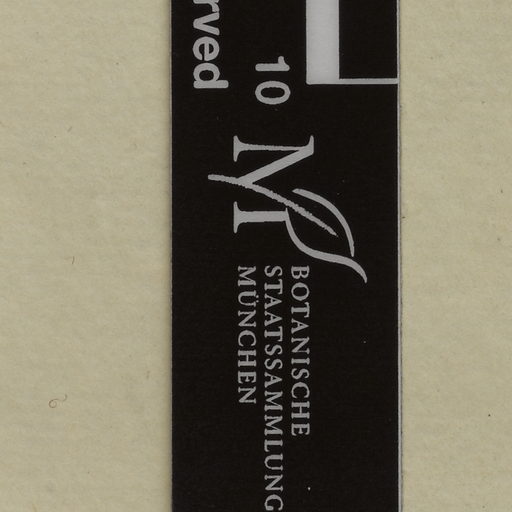 rved
10
BOTANISCHE
STAATSSAMMLUNG
MÜNCHEN